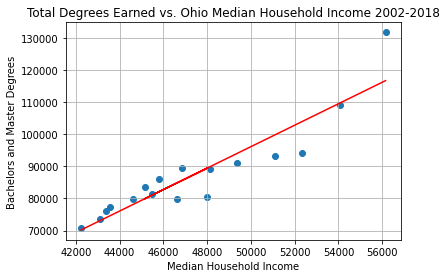 Total Degrees Earned vs. Ohio Median Household Income 2002-2018
Bachelors and Master Degrees
130000
120000
110000
100000
90000
80000
70000
42000 44000 46000 48000 50000 52000 54000 56000
Median Household Income